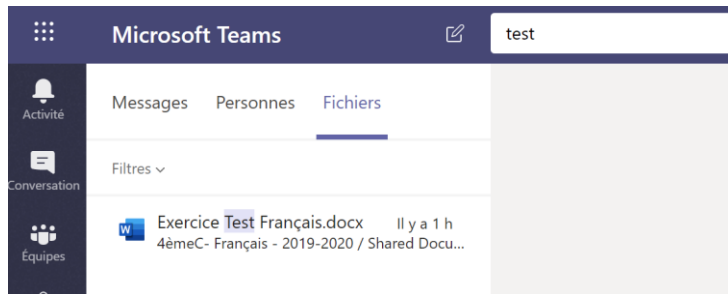 Microsoft Teams
test
Activité
Messages Personnes Fichiers
Conversation
Filtres
Équipes
Exercice Test Français.docx Il y a 1 h
4èmeC- Français - 2019-2020 / Shared Docu...